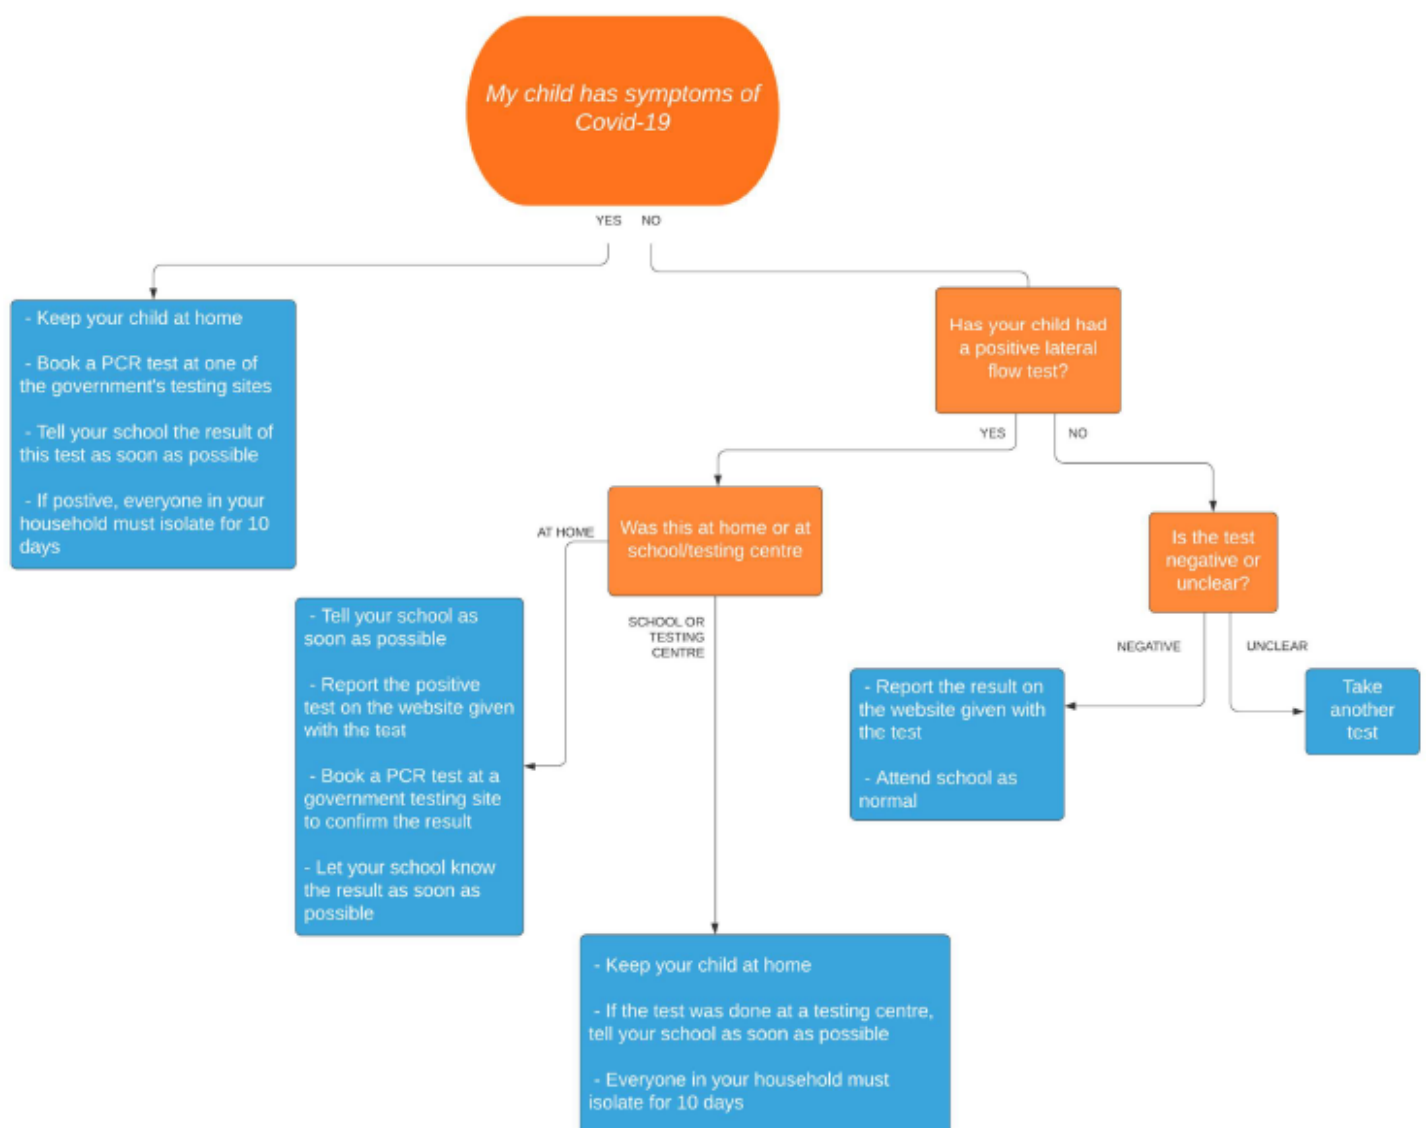 My child has symptoms of
Covid-19
YES NO
- Keep your child at home
- Book a PCR test at one of
the government's testing sites
- Tell your school the result of
this test as soon as possible
- If postive, everyone in your
household must isolate for 10
days
Has your child had
a positive lateral
flow test?
YES
NO
Was this at home or at
school/testing centre
AT HOME
- Tell your school as
soon as possible
- Report the positive
test on the website given
with the test
- Book a PCR test at a
government testing site
to confirm the result
- Let your school know
the result as soon as
possible
SCHOOL OR
TESTING
CENTRE
- Keep your child at home
- If the test was done at a testing centre,
tell your school as soon as possible
- Everyone in your household must
isolate for 10 days
Is the test
negative or
unclear?
NEGATIVE
UNCLEAR
- Report the result on
the website given with
the test
- Attend school as
normal
Take
another
test